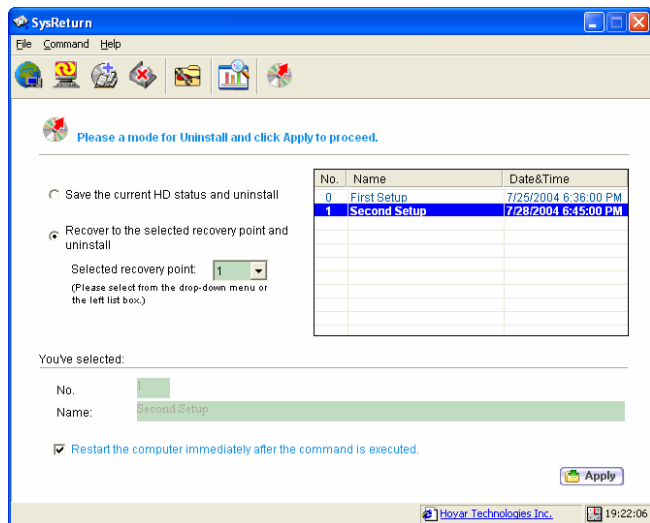 SysReturn
File Command Help
Please a mode for Uninstall and click Apply to proceed.
Save the current HD status and uninstall
Recover to the selected recovery point and
uninstall
Selected recovery point: 1
(Please select from the drop-down menu or
the left list box.)
No. Name Date&Time
0 First Setup 7/25/2004 6:36:00 PM
1 Second Setup 7/28/2004 6:45:00 PM
You've selected:
No. 1
Name: Second Setup
Restart the computer immediately after the command is executed.
Apply
Hoyar Technologies Inc. 19:22:06